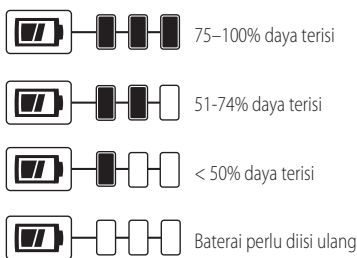 75–100% daya terisi
51-74% daya terisi
< 50% daya terisi
Baterai perlu diisi ulang